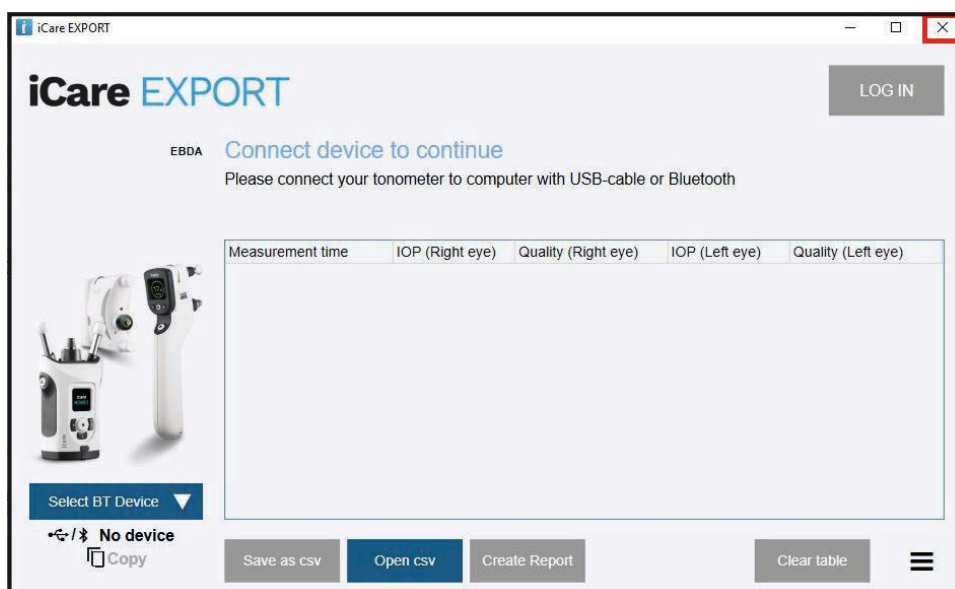 iCare EXPORT
iCare EXPORT
LOG IN
EBDA
Connect device to continue
Please connect your tonometer to computer with USB-cable or Bluetooth
Measurement time IOP (Right eye) Quality (Right eye) IOP (Left eye) Quality (Left eye)
Select BT Device
/ No device
Copy
Save as csv Open csv Create Report Clear table